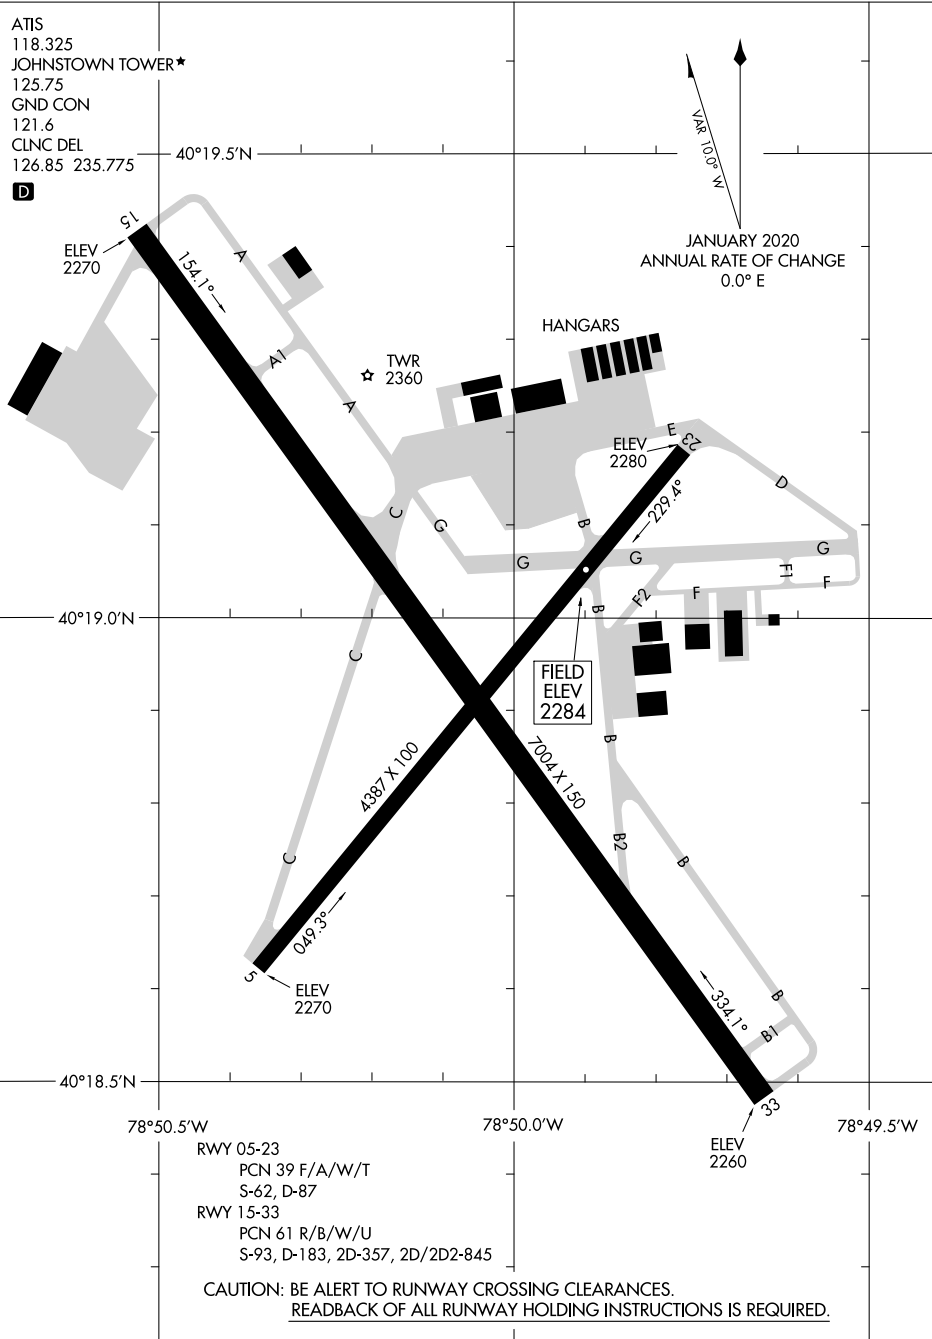 ATIS
118.325
JOHNSTOWN TOWER★
125.75
GND CON
121.6
CLNC DEL
126.85 235.775
D
40°19.5'N
VAR 10.0° W
JANUARY 2020
ANNUAL RATE OF CHANGE
0.0° E
15
ELEV
2270
154.1°
A
A1
A
TWR
2360
HANGARS
E
23
ELEV
2280
229.4°
D
C
G
B
G
G
G
F1
F
F
F2
B
40°19.0'N
C
FIELD
ELEV
2284
B
4387 X 100
7004 X 150
C
B2
B
049.3°
5
ELEV
2270
334.1°
B
B1
33
40°18.5'N
78°50.5'W
78°50.0'W
78°49.5'W
ELEV
2260
RWY 05-23
PCN 39 F/A/W/T
S-62, D-87
RWY 15-33
PCN 61 R/B/W/U
S-93, D-183, 2D-357, 2D/2D2-845
CAUTION: BE ALERT TO RUNWAY CROSSING CLEARANCES.
READBACK OF ALL RUNWAY HOLDING INSTRUCTIONS IS REQUIRED.